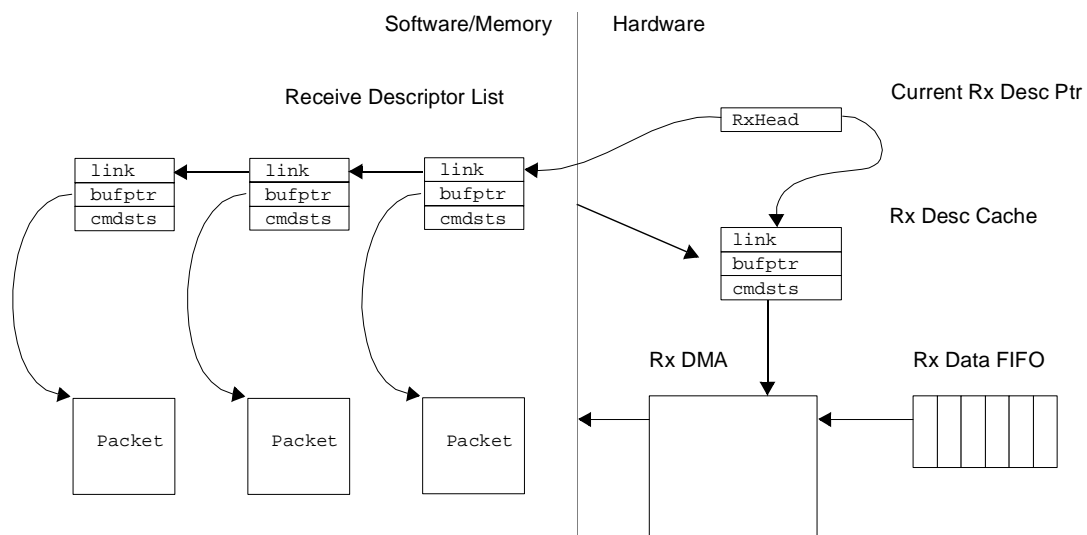 Software/Memory
Hardware
Receive Descriptor List
Current Rx Desc Ptr
RxHead
link
bufptr
cmdsts
link
bufptr
cmdsts
link
bufptr
cmdsts
Rx Desc Cache
link
bufptr
cmdsts
Rx DMA
Rx Data FIFO
Packet
Packet
Packet